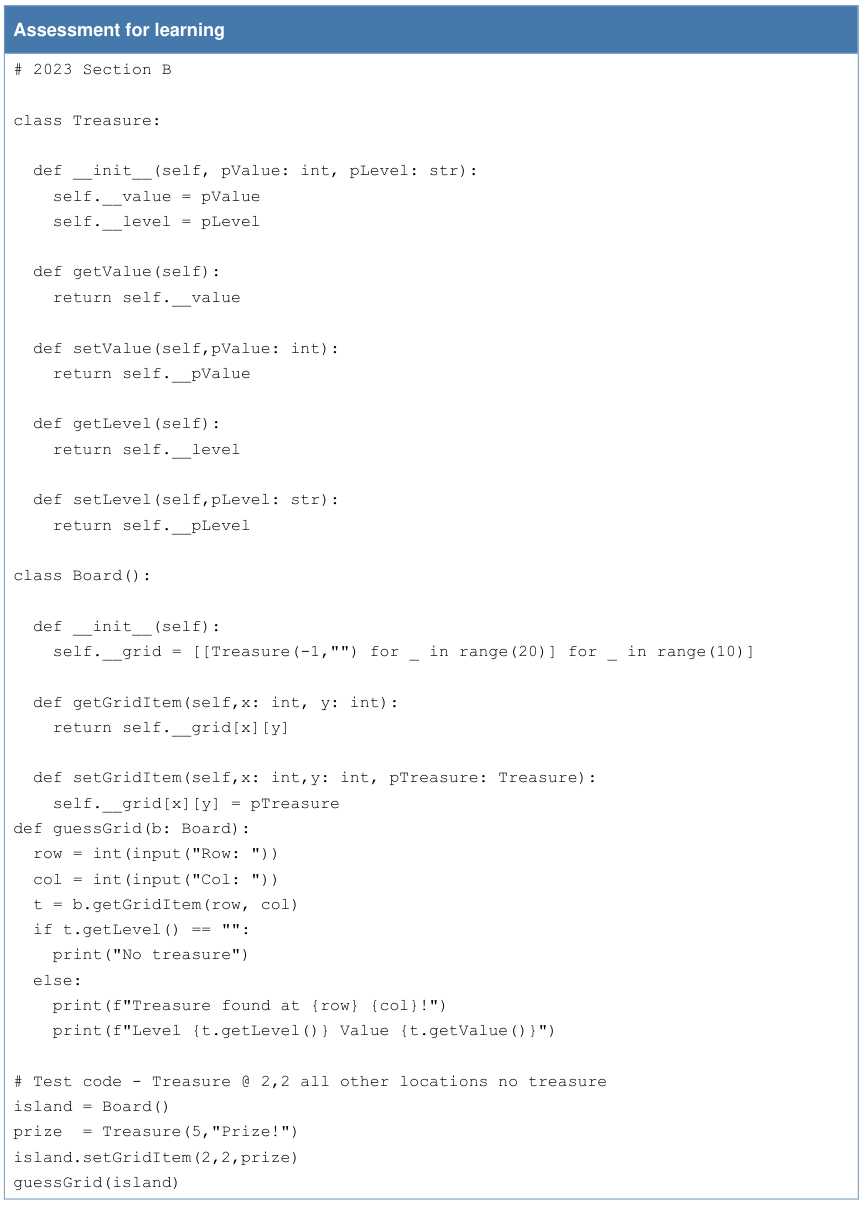 Assessment for learning
# 2023 Section B
class Treasure:
  def __init__(self, pValue: int, pLevel: str):
    self.__value = pValue
    self.__level = pLevel
  def getValue(self):
    return self.__value
  def setValue(self,pValue: int):
    return self.__pValue
  def getLevel(self):
    return self.__level
  def setLevel(self,pLevel: str):
    return self.__pLevel
class Board():
  def __init__(self):
    self.__grid = [[Treasure(-1,"") for _ in range(20)] for _ in range(10)]
  def getGridItem(self,x: int, y: int):
    return self.__grid[x][y]
  def setGridItem(self,x: int,y: int, pTreasure: Treasure):
    self.__grid[x][y] = pTreasure
def guessGrid(b: Board):
  row = int(input("Row: "))
  col = int(input("Col: "))
  t = b.getGridItem(row, col)
  if t.getLevel() == "":
    print("No treasure")
  else:
    print(f"Treasure found at {row} {col}!")
    print(f"Level {t.getLevel()} Value {t.getValue()}")
# Test code - Treasure @ 2,2 all other locations no treasure
island = Board()
prize  = Treasure(5,"Prize!")
island.setGridItem(2,2,prize)
guessGrid(island)